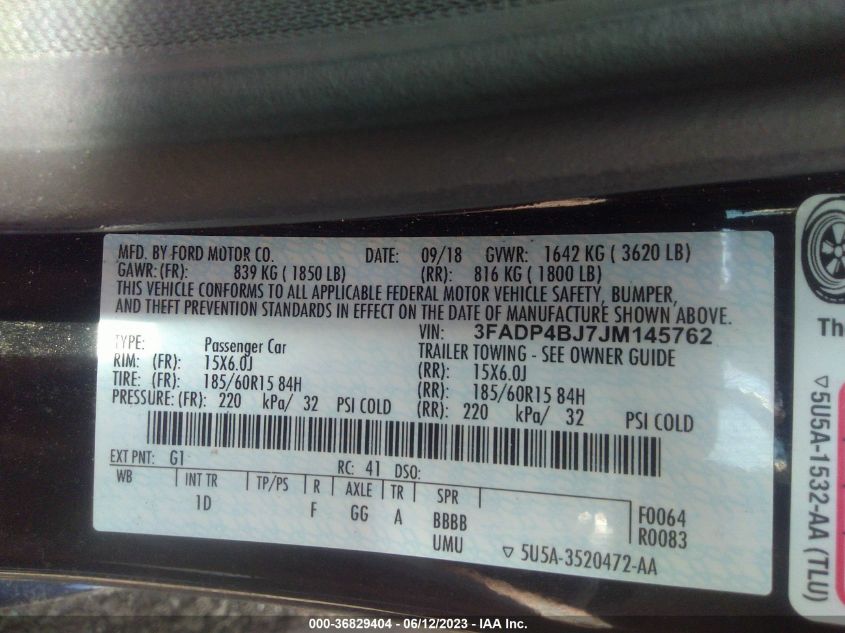 MFD. BY FORD MOTOR CO. DATE: 09/18 GVWR: 1642 KG ( 3620 LB)
GAWR: (FR): 839 KG ( 1850 LB) (RR): 816 KG ( 1800 LB)
THIS VEHICLE CONFORMS TO ALL APPLICABLE FEDERAL MOTOR VEHICLE SAFETY, BUMPER,
AND THEFT PREVENTION STANDARDS IN EFFECT ON THE DATE OF MANUFACTURE SHOWN ABOVE.
VIN: 3FADP4BJ7JM145762
TYPE: Passenger Car TRAILER TOWING - SEE OWNER GUIDE
RIM: (FR): 15X6.0J (RR): 15X6.0J
TIRE: (FR): 185/60R15 84H (RR): 185/60R15 84H
PRESSURE: (FR): 220 kPa/ 32 PSI COLD (RR): 220 kPa/ 32 PSI COLD
EXT PNT: G1 RC: 41 DSO:
WB INT TR TP/PS R AXLE TR SPR
1D F GG A BBBB F0064
UMU R0083
▽ 5U5A-3520472-AA
Th
▽ 5U5A-1532-AA (TLU)
000-36829404 - 06/12/2023 - IAA Inc.